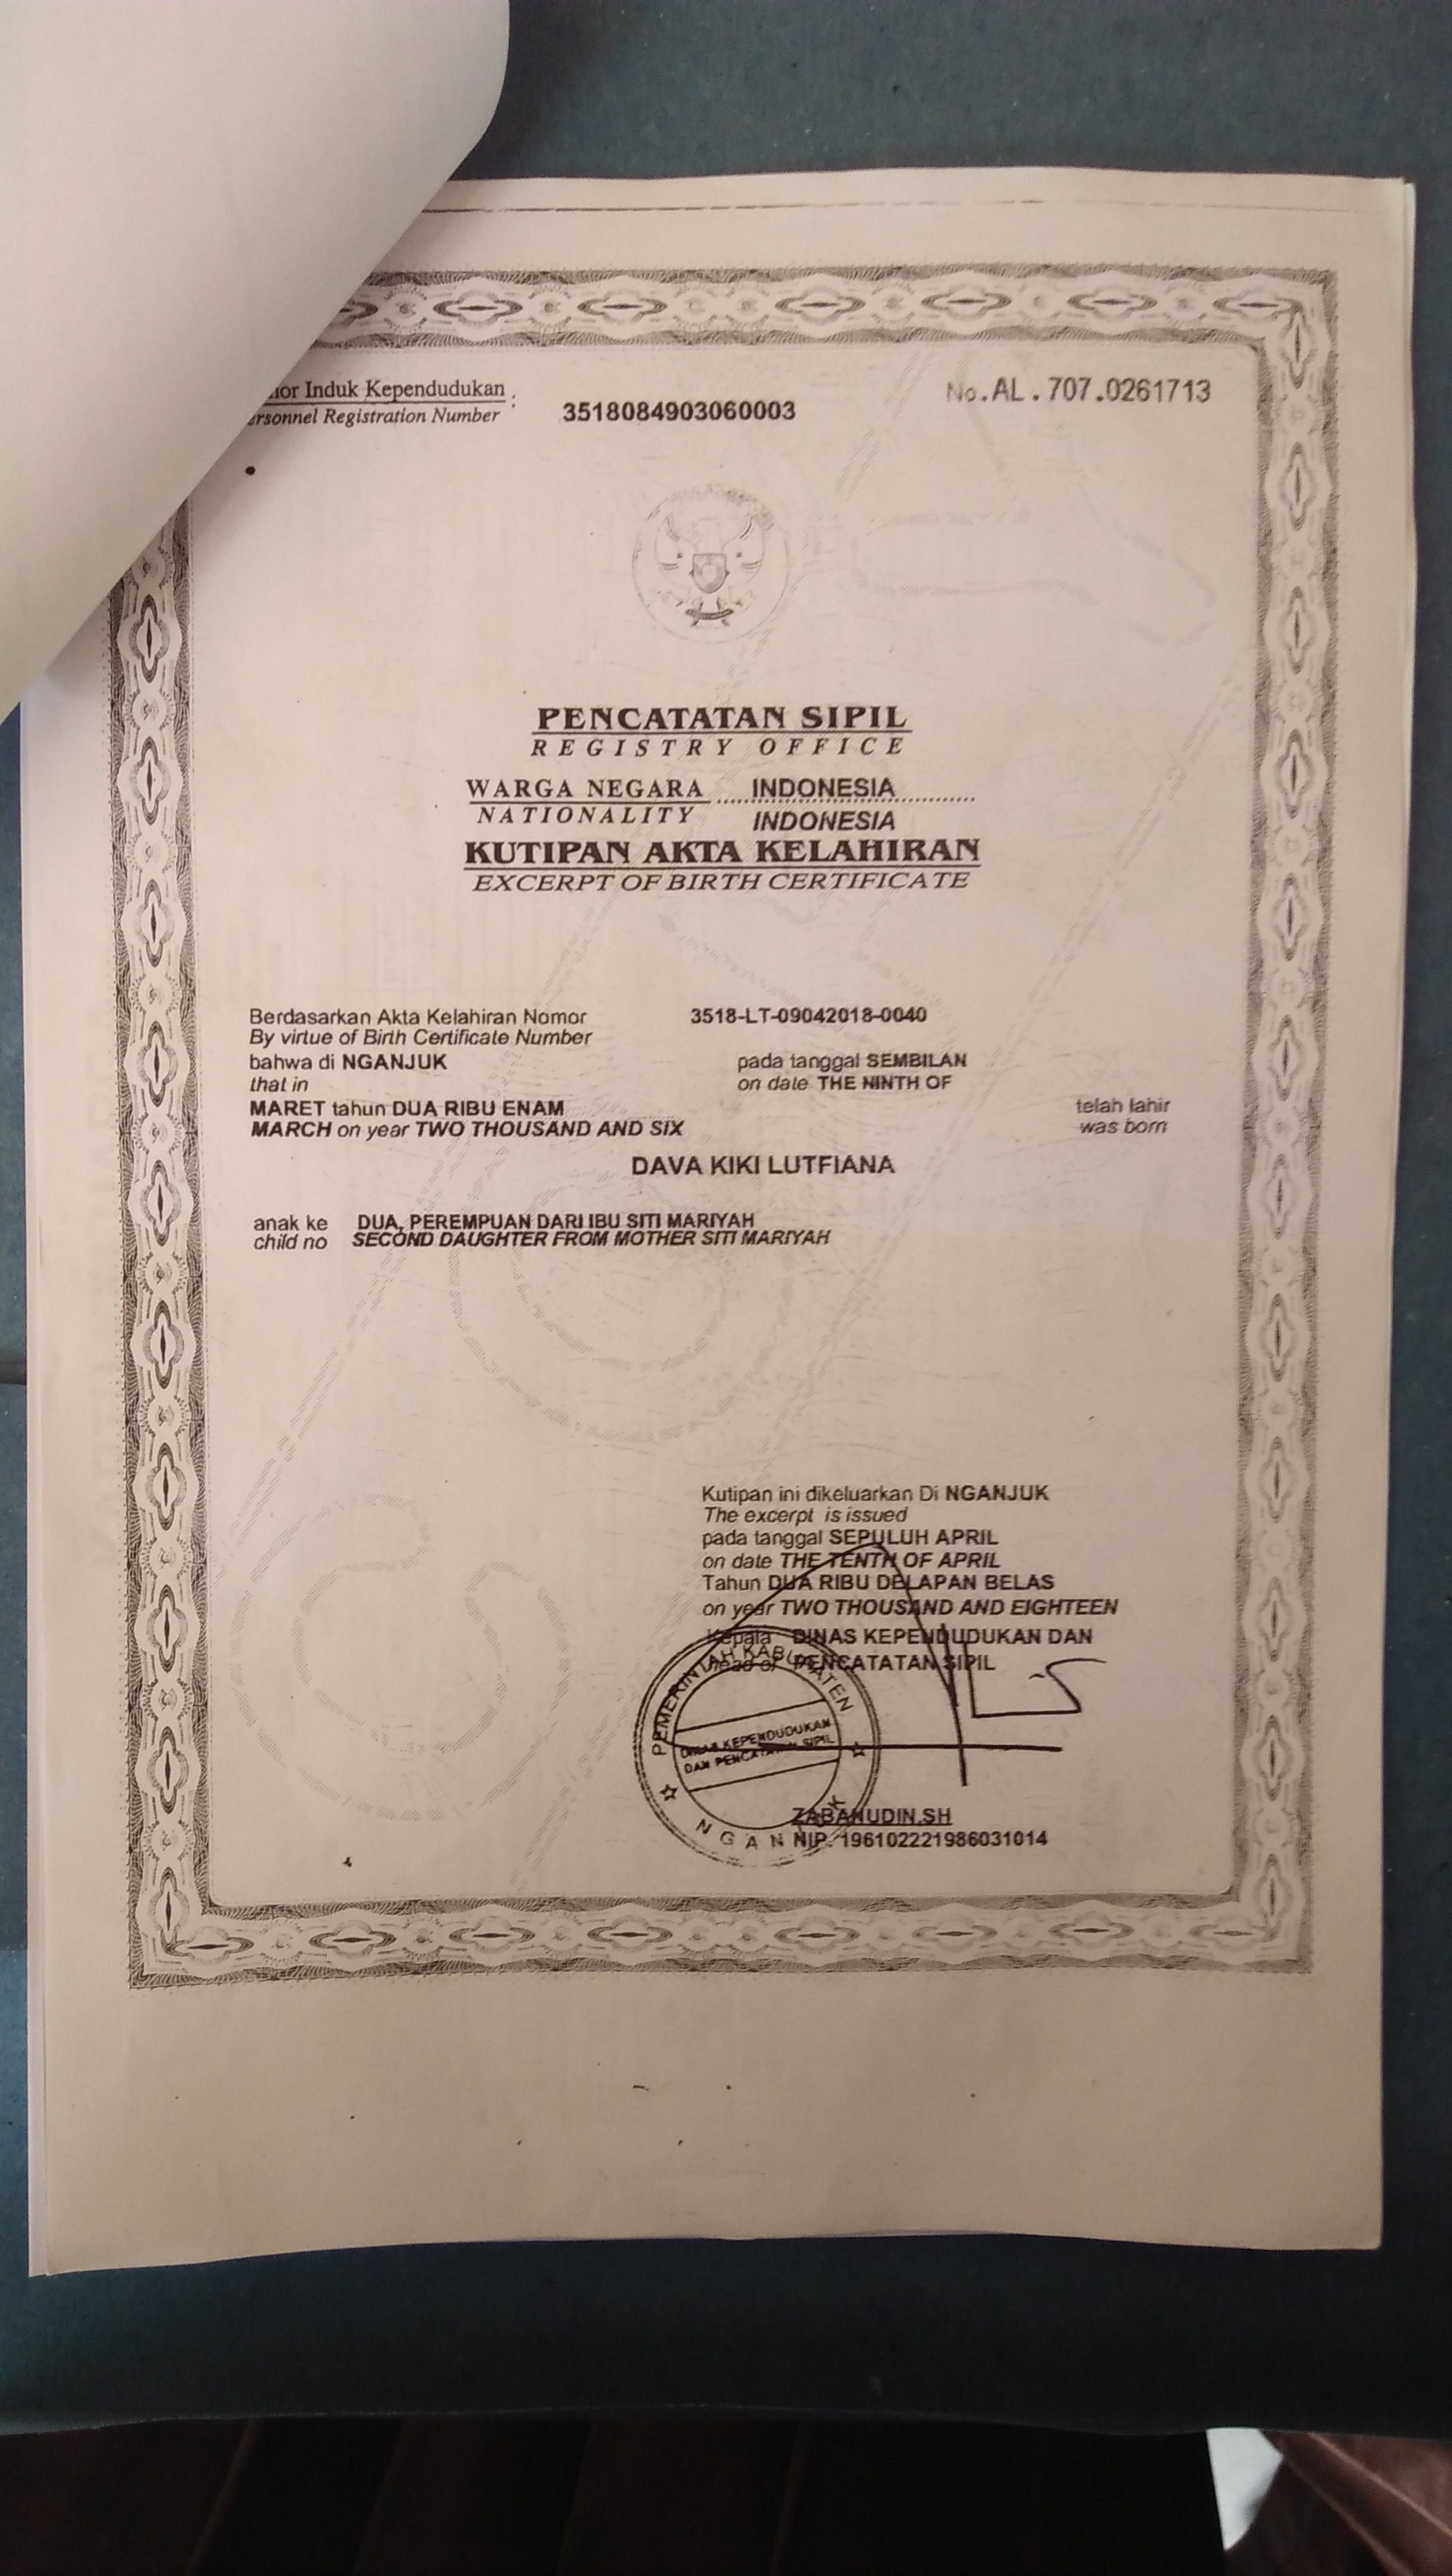 or Induk Kependudukan :
ersonnel Registration Number
3518084903060003
No. AL . 707 .0261713
PENCATATAN SIPIL
REGISTRY OFFICE
WARGA NEGARA INDONESIA
NATIONALITY INDONESIA
KUTIPAN AKTA KELAHIRAN
EXCERPT OF BIRTH CERTIFICATE
Berdasarkan Akta Kelahiran Nomor 3518-LT-09042018-0040
By virtue of Birth Certificate Number
bahwa di NGANJUK pada tanggal SEMBILAN
that in on date THE NINTH OF
MARET tahun DUA RIBU ENAM telah lahir
MARCH on year TWO THOUSAND AND SIX was born
DAVA KIKI LUTFIANA
anak ke DUA, PEREMPUAN DARI IBU SITI MARIYAH
child no SECOND DAUGHTER FROM MOTHER SITI MARIYAH
Kutipan ini dikeluarkan Di NGANJUK
The excerpt is issued
pada tanggal SEPULUH APRIL
on date THE TENTH OF APRIL
Tahun DUA RIBU DELAPAN BELAS
on year TWO THOUSAND AND EIGHTEEN
Kepala DINAS KEPENDUDUKAN DAN
Head of PENCATATAN SIPIL
PEMERINTAH KABUPATEN
DINAS KEPENDUDUKAN
DAN PENCATATAN SIPIL
NGANJUK
ZABANUDIN.SH
NIP. 196102221986031014